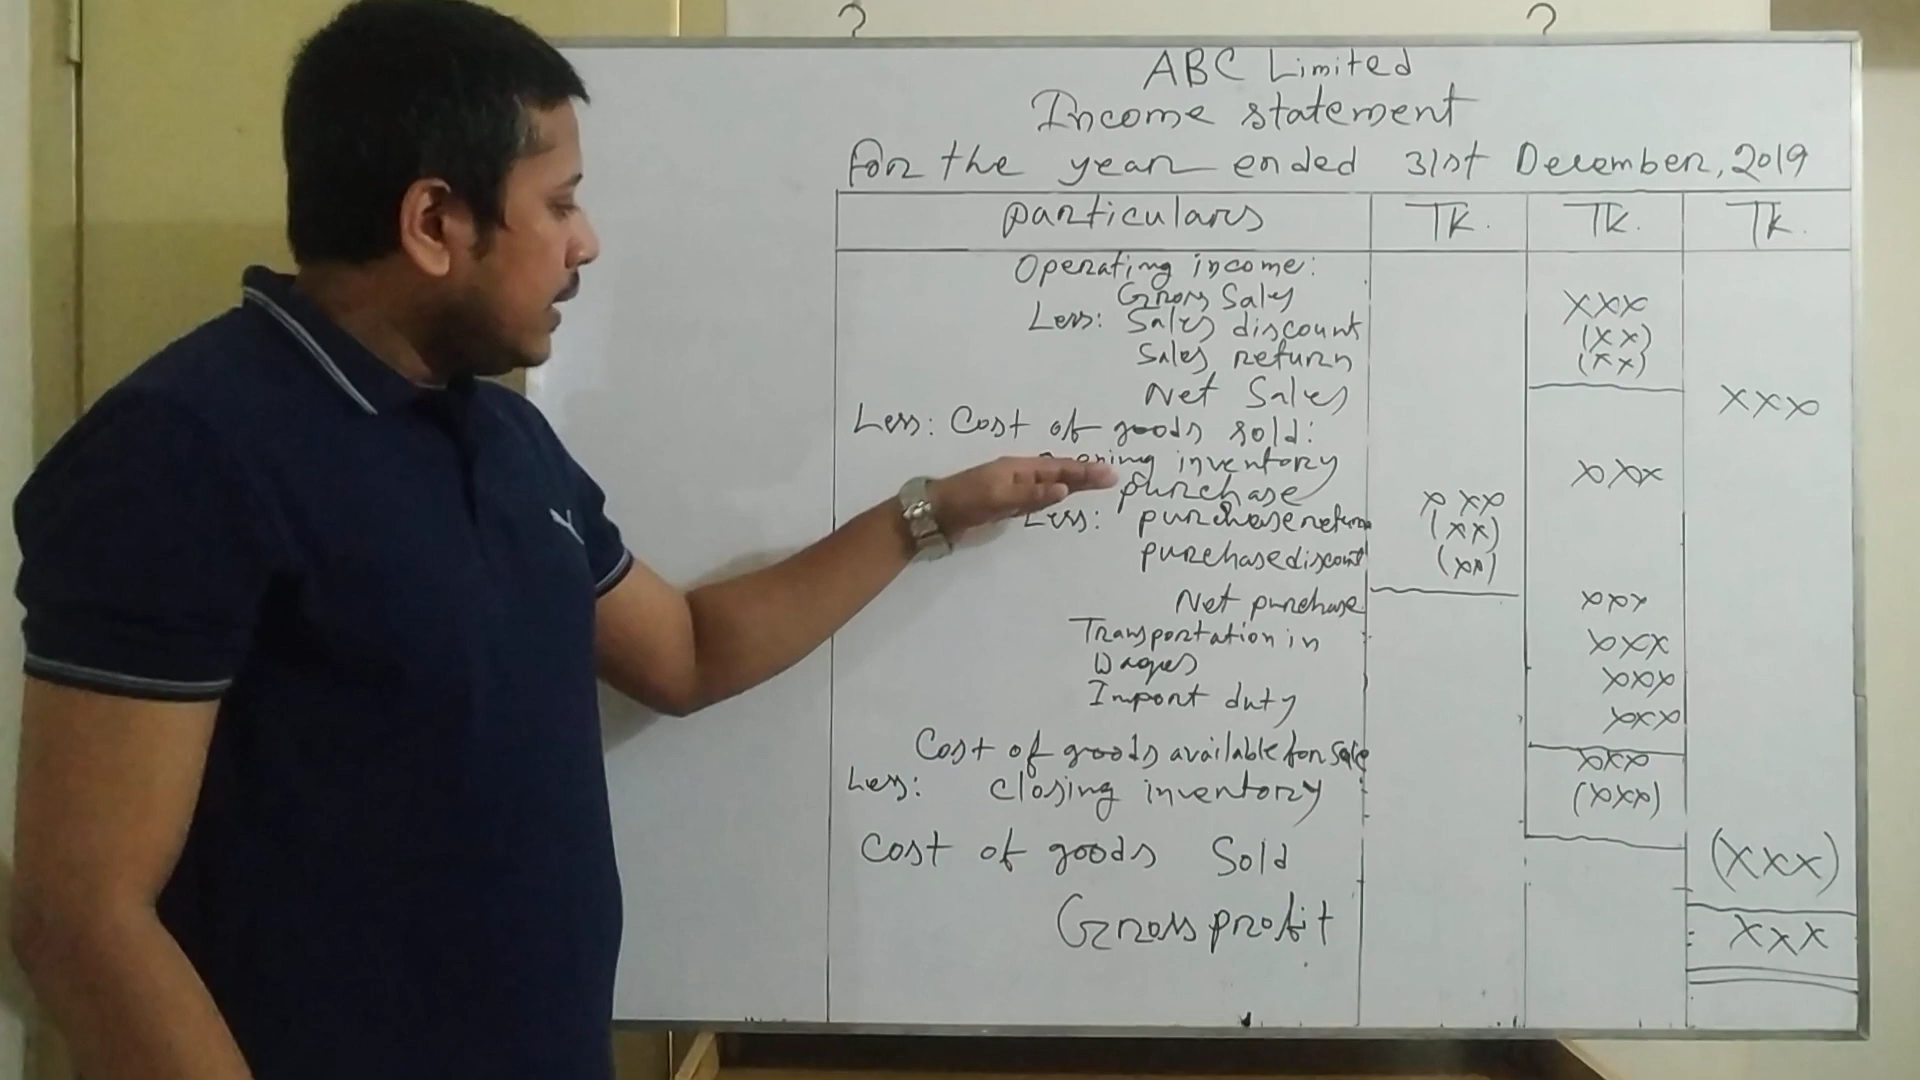 ABC Limited
Income statement
For the year ended 31st December, 2019
particulars TK. TK. TK.
Operating income:
Gross Sales xxx
Less: Sales discount (xx)
Sales return (xx)
Net Sales xxx
Less: Cost of goods sold:
inventory xxx
purchase xxx
Less: purchase return (xx)
purchase discount (xx)
Net purchase xxx
Transportation in xxx
Wages xxx
Import duty xxx
Cost of goods available for sale xxx
Less: closing inventory (xxx)
Cost of goods Sold (xxx)
Gross profit xxx